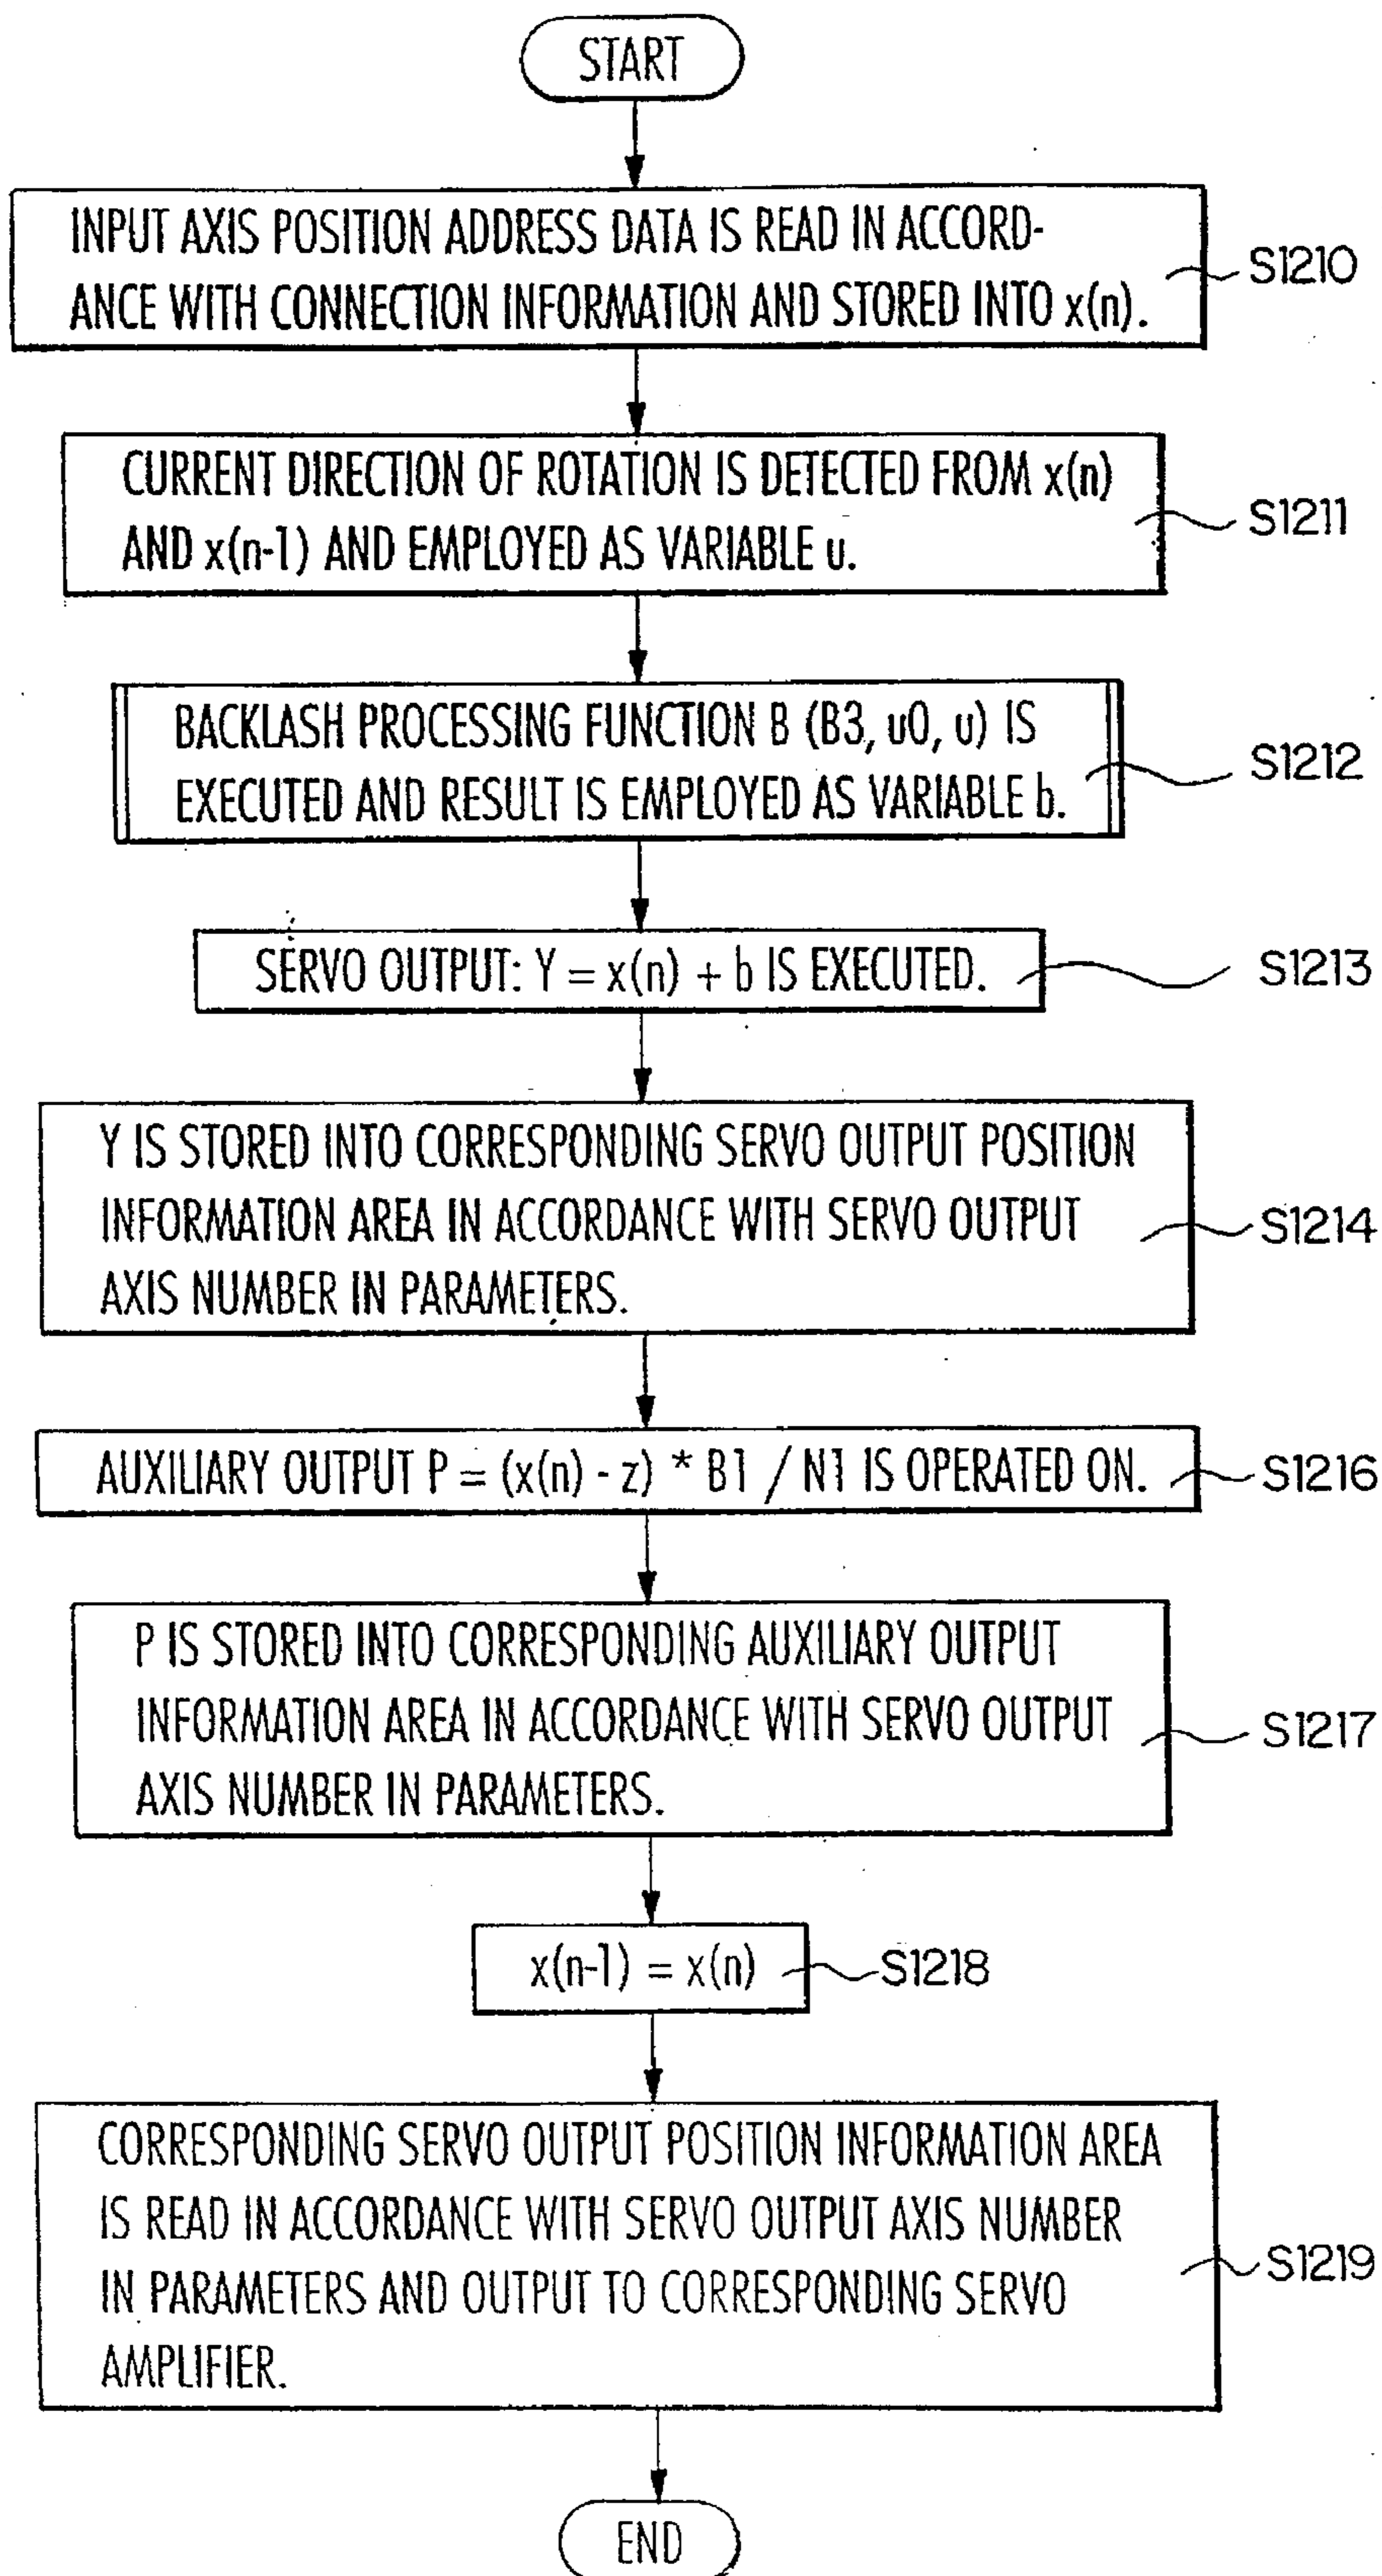 START
INPUT AXIS POSITION ADDRESS DATA IS READ IN ACCORD-
ANCE WITH CONNECTION INFORMATION AND STORED INTO x(n).
S1210
CURRENT DIRECTION OF ROTATION IS DETECTED FROM x(n)
AND x(n-1) AND EMPLOYED AS VARIABLE u.
S1211
BACKLASH PROCESSING FUNCTION B (B3, u0, u) IS
EXECUTED AND RESULT IS EMPLOYED AS VARIABLE b.
S1212
SERVO OUTPUT: Y = x(n) + b IS EXECUTED.
S1213
Y IS STORED INTO CORRESPONDING SERVO OUTPUT POSITION
INFORMATION AREA IN ACCORDANCE WITH SERVO OUTPUT
AXIS NUMBER IN PARAMETERS.
S1214
AUXILIARY OUTPUT P = (x(n) - z) * B1 / N1 IS OPERATED ON.
S1216
P IS STORED INTO CORRESPONDING AUXILIARY OUTPUT
INFORMATION AREA IN ACCORDANCE WITH SERVO OUTPUT
AXIS NUMBER IN PARAMETERS.
S1217
x(n-1) = x(n)
S1218
CORRESPONDING SERVO OUTPUT POSITION INFORMATION AREA
IS READ IN ACCORDANCE WITH SERVO OUTPUT AXIS NUMBER
IN PARAMETERS AND OUTPUT TO CORRESPONDING SERVO
AMPLIFIER.
S1219
END